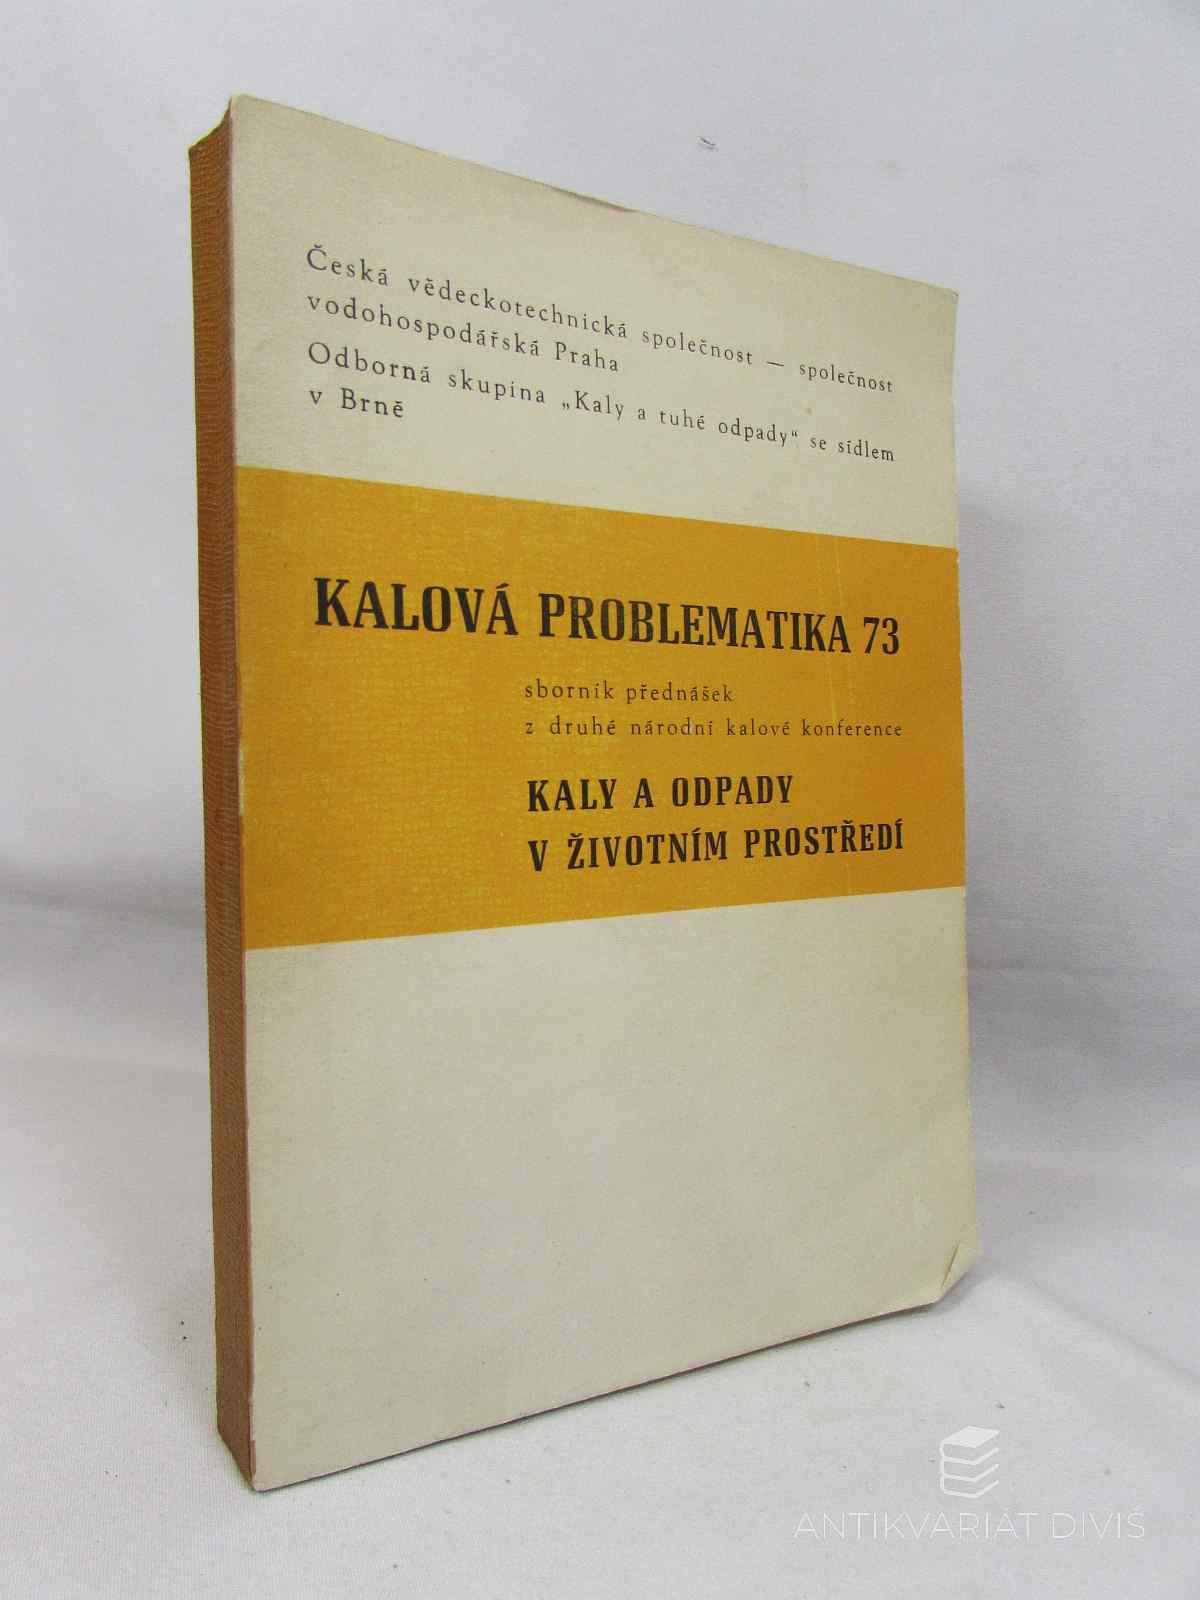 Česká vědeckotechnická společnost — společnost
vodohospodářská Praha
Odborná skupina „Kaly a tuhé odpady“ se sídlem
v Brně
KALOVÁ PROBLEMATIKA 73
sborník přednášek
z druhé národní kalové konference
KALY A ODPADY
V ŽIVOTNÍM PROSTŘEDÍ
ANTIKVARIÁT DIVIŠ